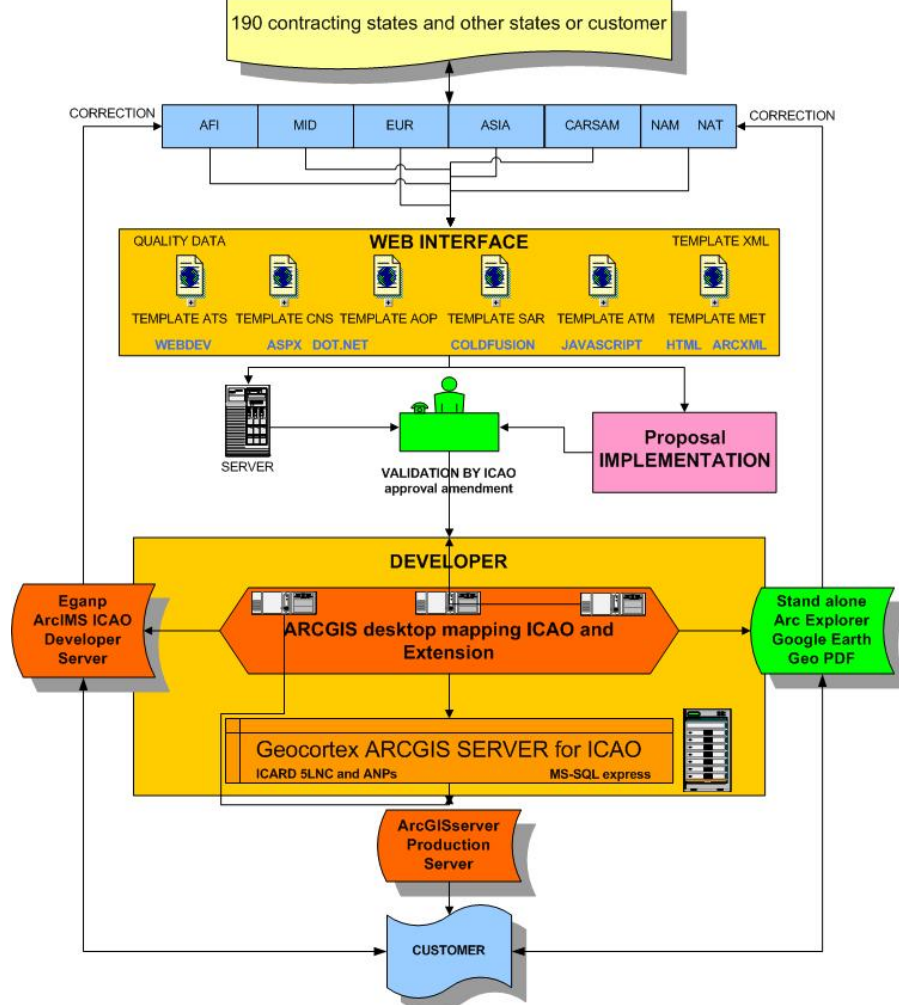 190 contracting states and other states or customer
CORRECTION
CORRECTION
AFI
MID
EUR
ASIA
CARSAM
NAM NAT
QUALITY DATA
WEB INTERFACE
TEMPLATE XML
TEMPLATE ATS
TEMPLATE CNS
TEMPLATE AOP
TEMPLATE SAR
TEMPLATE ATM
TEMPLATE MET
WEBDEV
ASPX DOT.NET
COLDFUSION
JAVASCRIPT
HTML ARCXML
SERVER
VALIDATION BY ICAO
approval amendment
Proposal
IMPLEMENTATION
DEVELOPER
Eganp
ArcIMS ICAO
Developer
Server
ARCGIS desktop mapping ICAO and
Extension
Stand alone
Arc Explorer
Google Earth
Geo PDF
Geocortex ARCGIS SERVER for ICAO
ICARD 5LNC and ANPs
MS-SQL express
ArcGISserver
Production
Server
CUSTOMER